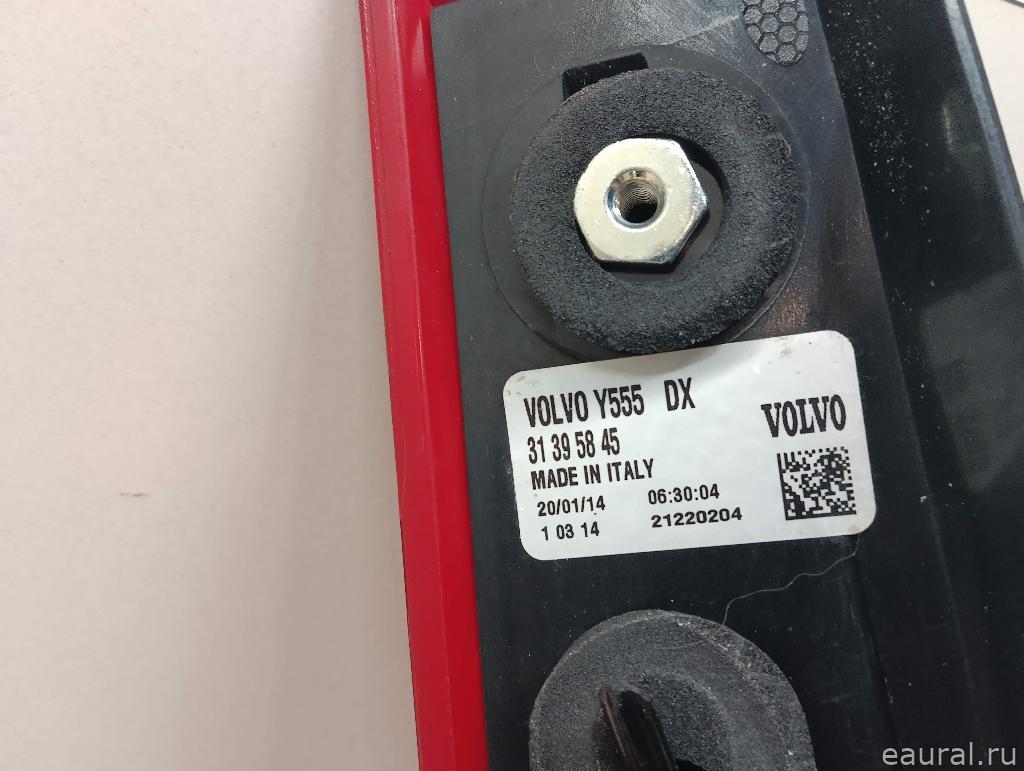 VOLVO Y555 DX
31 39 58 45
MADE IN ITALY
20/01/14 06:30:04
1 03 14 21220204
VOLVO
eaural.ru